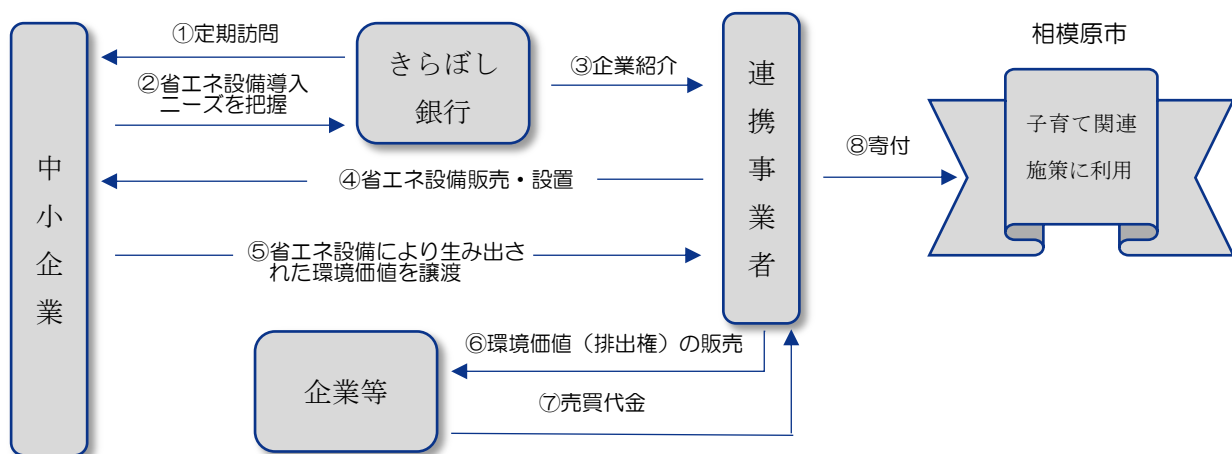 ①定期訪問
②省エネ設備導入
ニーズを把握
きらぼし
銀行
③企業紹介
連携事業者
相模原市
子育て関連
施策に利用
⑧寄付
中小企業
④省エネ設備販売・設置
⑤省エネ設備により生み出さ
れた環境価値を譲渡
⑥環境価値（排出権）の販売
企業等
⑦売買代金